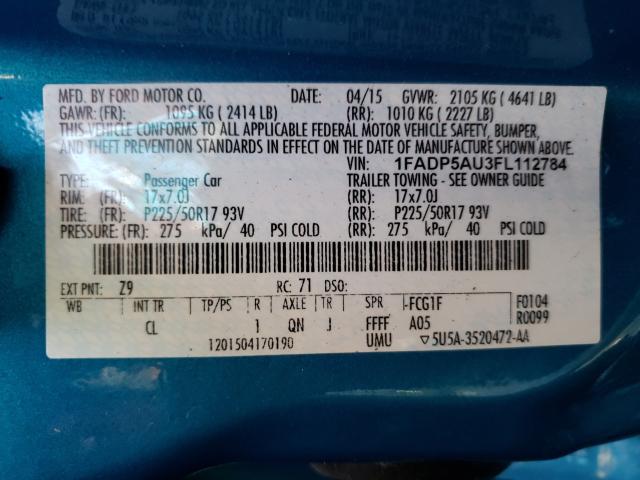 MFD. BY FORD MOTOR CO. DATE: 04/15 GVWR: 2105 KG ( 4641 LB)
GAWR: (FR): 1095 KG ( 2414 LB) (RR): 1010 KG ( 2227 LB)
THIS VEHICLE CONFORMS TO ALL APPLICABLE FEDERAL MOTOR VEHICLE SAFETY, BUMPER,
AND THEFT PREVENTION STANDARDS IN EFFECT ON THE DATE OF MANUFACTURE SHOWN ABOVE.
VIN: 1FADP5AU3FL112784
TYPE: Passenger Car TRAILER TOWING - SEE OWNER GUIDE
RIM: (FR): 17x7.0J (RR): 17x7.0J
TIRE: (FR): P225/50R17 93V (RR): P225/50R17 93V
PRESSURE: (FR): 275 kPa/ 40 PSI COLD (RR): 275 kPa/ 40 PSI COLD
EXT PNT: Z9 RC: 71 DSO:
WB INT TR TP/PS R AXLE TR SPR -FCG1F F0104
CL 1 QN J FFFF A05 R0099
1201504170190 UMU ▽5U5A-3520472-AA